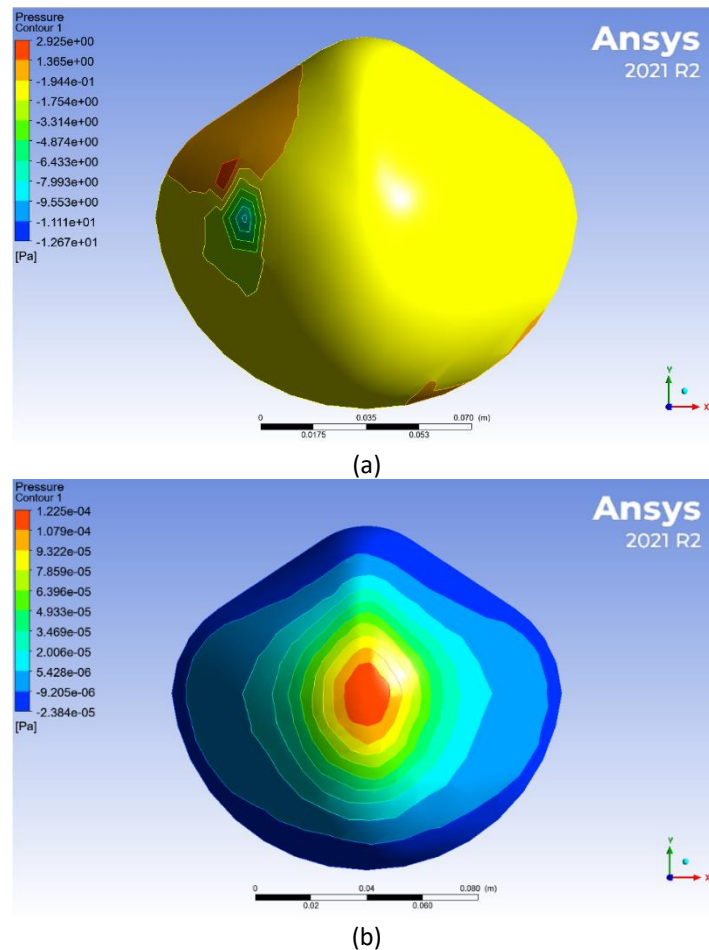 Pressure
Contour 1
2.925e+00
1.365e+00
-1.944e-01
-1.754e+00
-3.314e+00
-4.874e+00
-6.433e+00
-7.993e+00
-9.553e+00
-1.111e+01
-1.267e+01
[Pa]
Ansys
2021 R2
Y
X
0 0.035 0.070 (m)
0.0175 0.053
(a)
Pressure
Contour 1
1.225e-04
1.079e-04
9.322e-05
7.859e-05
6.396e-05
4.933e-05
3.469e-05
2.006e-05
5.428e-06
-9.205e-06
-2.384e-05
[Pa]
Ansys
2021 R2
Y
X
0 0.04 0.080 (m)
0.02 0.060
(b)